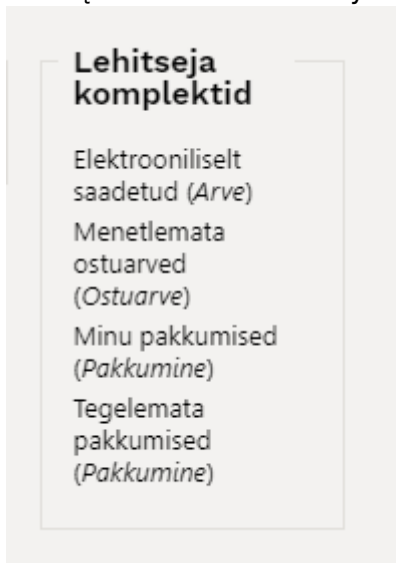 Lehitseja
komplektid
Elektrooniliselt
saadetud (Arve)
Menetlemata
ostuarved
(Ostuarve)
Minu pakkumised
(Pakkumine)
Tegelemata
pakkumised
(Pakkumine)